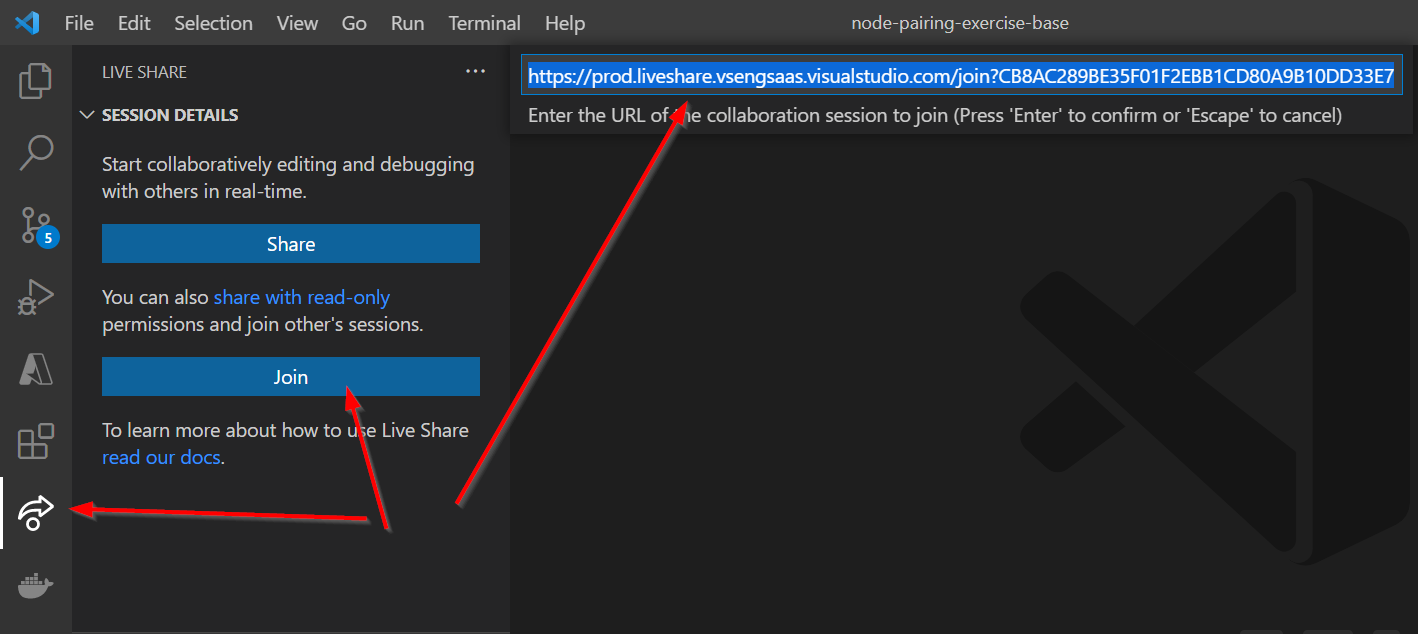 File Edit Selection View Go Run Terminal Help node-pairing-exercise-base
LIVE SHARE
SESSION DETAILS
Start collaboratively editing and debugging
with others in real-time.
Share
You can also share with read-only
permissions and join other's sessions.
Join
To learn more about how to use Live Share
read our docs.
5
https://prod.liveshare.vsengsaas.visualstudio.com/join?CB8AC289BE35F01F2EBB1CD80A9B10DD33E7
Enter the URL of the collaboration session to join (Press 'Enter' to confirm or 'Escape' to cancel)